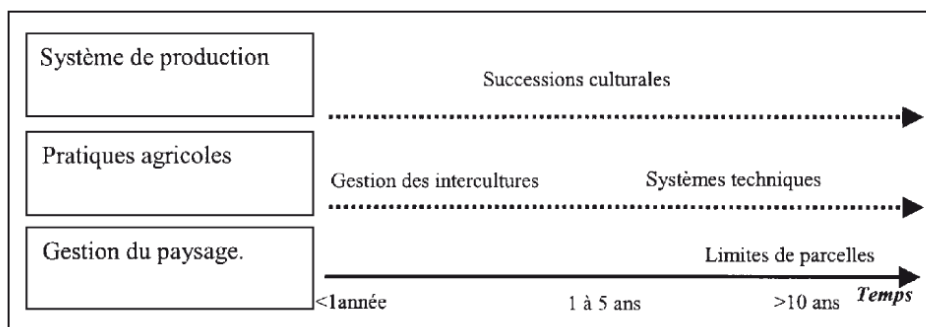 Système de production
Successions culturales
Pratiques agricoles
Gestion des intercultures
Systèmes techniques
Gestion du paysage.
Limites de parcelles
<1année
1 à 5 ans
>10 ans
Temps